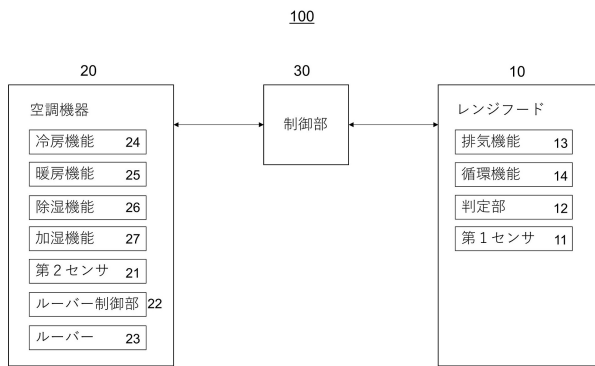 100
20
30
10
空調機器
冷房機能 24
暖房機能 25
除湿機能 26
加湿機能 27
第2センサ 21
ルーバー制御部 22
ルーバー 23
制御部
レンジフード
排気機能 13
循環機能 14
判定部 12
第1センサ 11